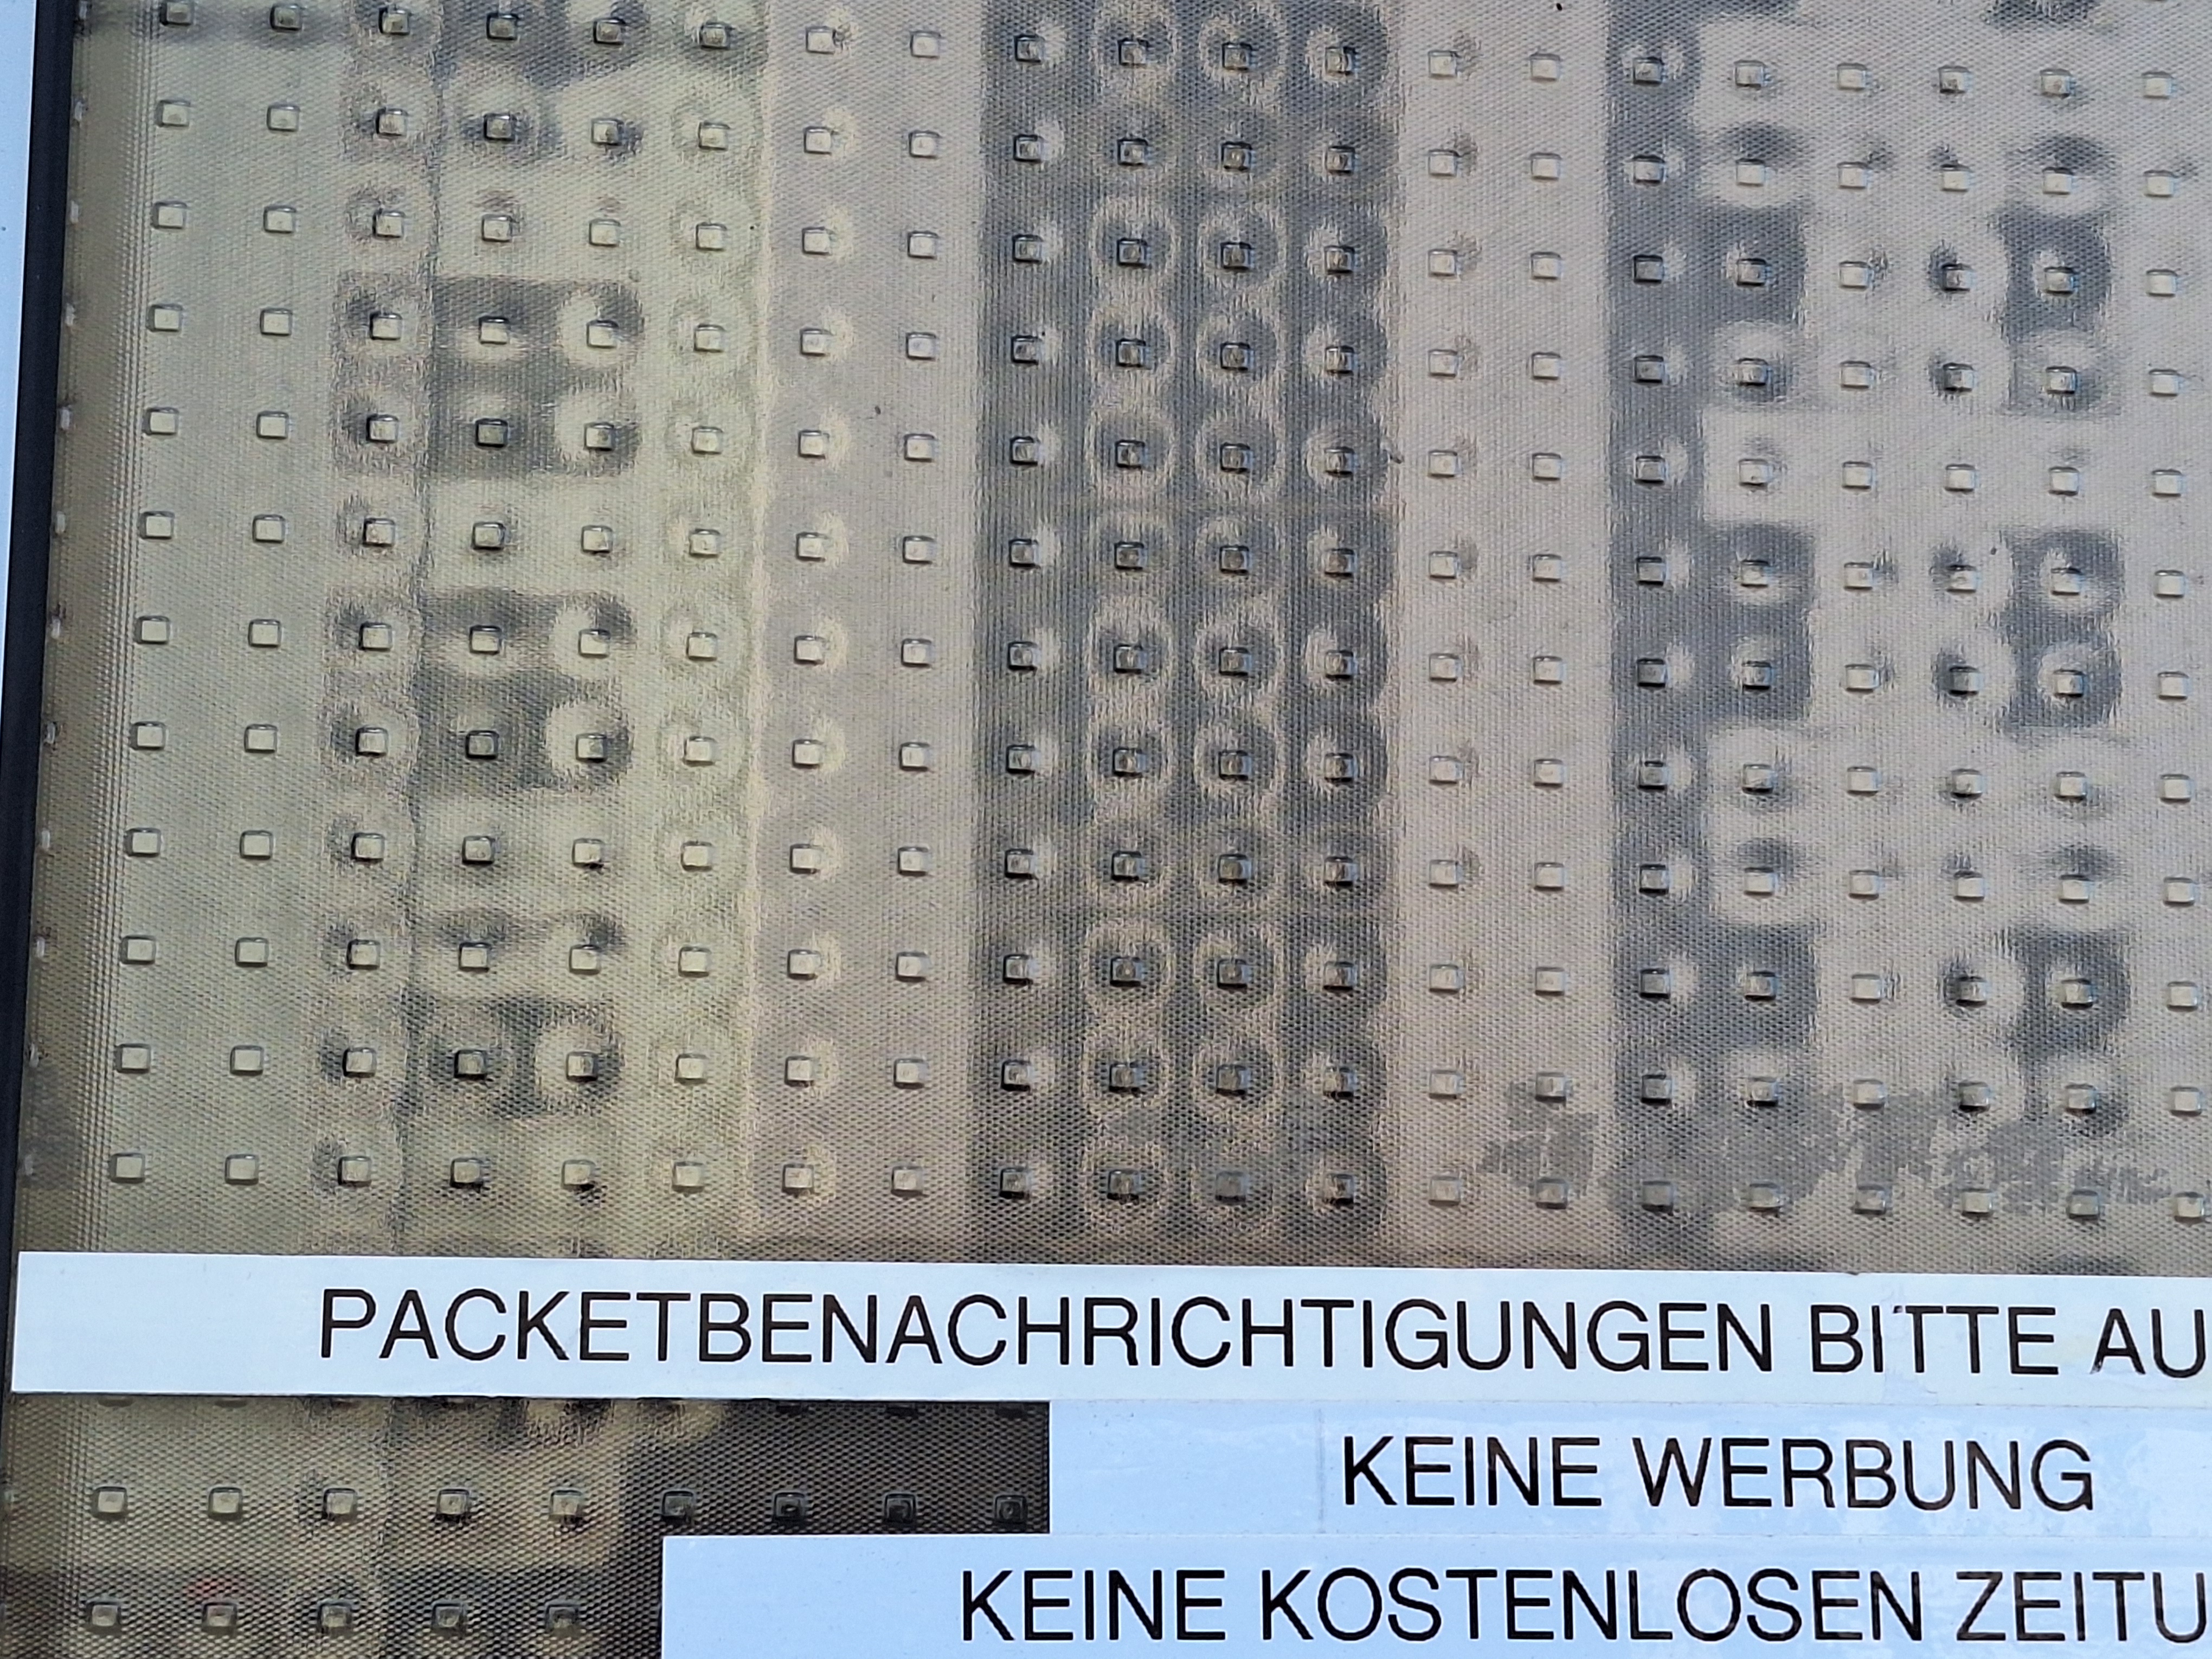 PACKETBENACHRICHTIGUNGEN BITTE AU
KEINE WERBUNG
KEINE KOSTENLOSEN ZEITU